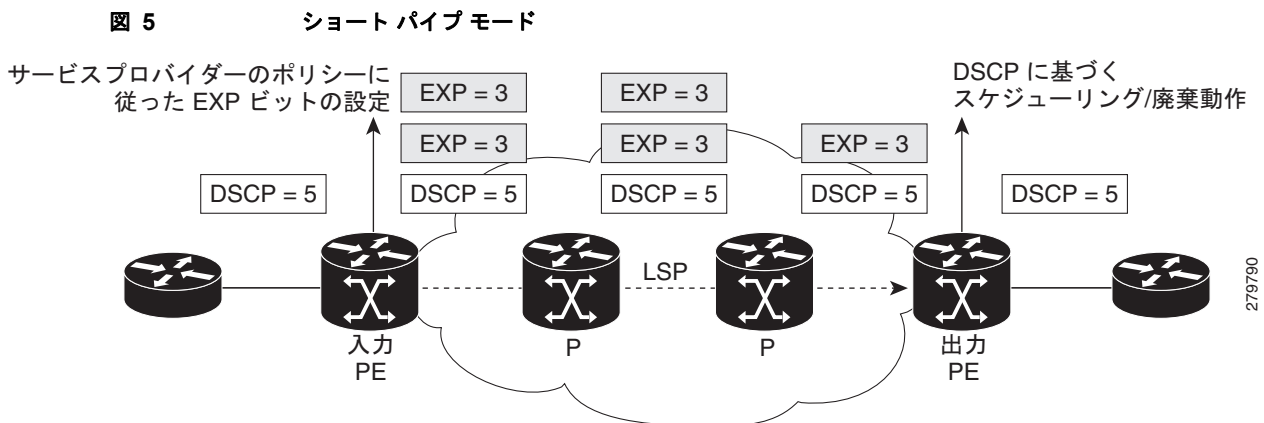 図 5 ショート パイプ モード
サービスプロバイダーのポリシーに
従った EXP ビットの設定
DSCP に基づく
スケジューリング/廃棄動作
EXP = 3
EXP = 3
EXP = 3
EXP = 3
EXP = 3
DSCP = 5
DSCP = 5
DSCP = 5
DSCP = 5
DSCP = 5
LSP
入力
PE
P
P
出力
PE
279790